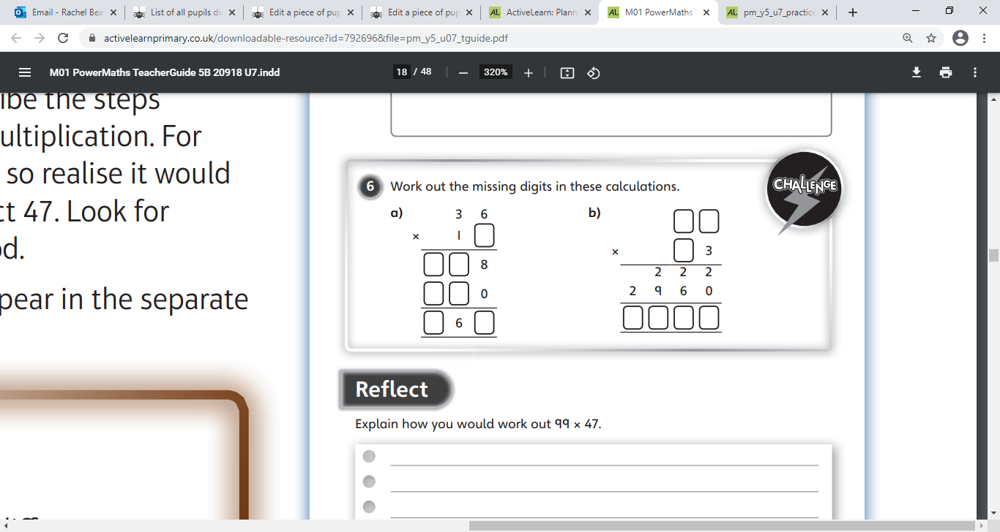 Email - Rachel Bea
List of all pupils di
Edit a piece of pup
Edit a piece of pup
ActiveLearn: Plann
M01 PowerMaths
pm_y5_u7_practice
activelearnprimary.co.uk/downloadable-resource?id=792696&file=pm_y5_u07_tguide.pdf
M01 PowerMaths TeacherGuide 5B 20918 U7.indd
18 / 48
320%
ibe the steps
ultiplication. For
so realise it would
ct 47. Look for
od.
pear in the separate
CHALLENGE
6 Work out the missing digits in these calculations.
a)
3 6
× 1
8
0
6
b)
× 3
2 2 2
2 9 6 0
Reflect
Explain how you would work out 99 × 47.